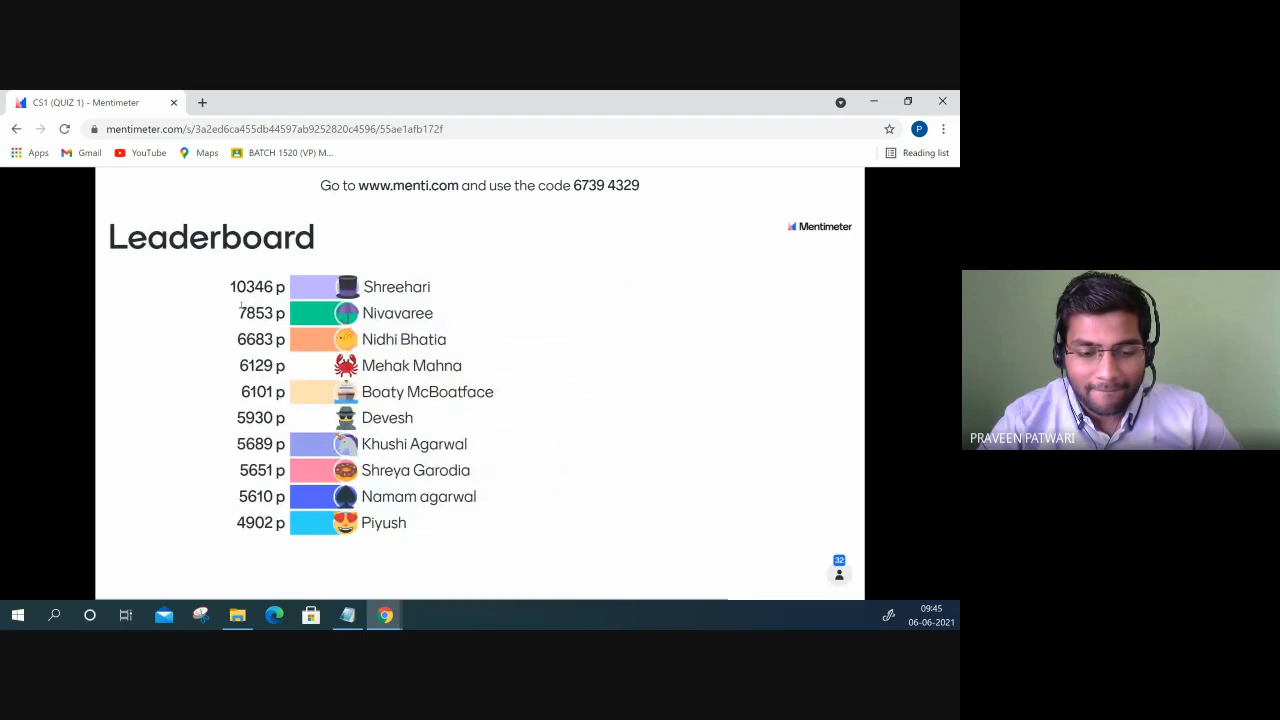 CS1 (QUIZ 1) - Mentimeter
mentimeter.com/s/3a2ed6ca455db44597ab9252820c4596/55ae1afb172f
P
Apps Gmail YouTube Maps BATCH 1520 (VP) M... Reading list
Go to www.menti.com and use the code 6739 4329
Leaderboard
Mentimeter
10346 p Shreehari
7853 p Nivavaree
6683 p Nidhi Bhatia
6129 p Mehak Mahna
6101 p Boaty McBoatface
5930 p Devesh
5689 p Khushi Agarwal
5651 p Shreya Garodia
5610 p Namam agarwal
4902 p Piyush
32
PRAVEEN PATWARI
09:45
06-06-2021